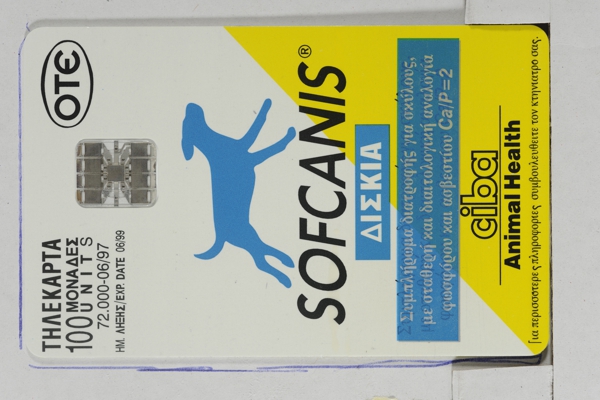 ΟΤΕ
ΤΗΛΕΚΑΡΤΑ
100 ΜΟΝΑΔΕΣ
UNITS
72.000-06/97
ΗΜ. ΛΗΞΗΣ/EXP. DATE 06/99
SOFCANIS®
ΔΙΣΚΙΑ
Συμπλήρωμα διατροφής για σκύλους,
με σταθερή και διαιτολογική αναλογία
φωσφόρου και ασβεστίου Ca/P=2
ciba
Animal Health
Για περισσότερες πληροφορίες συμβουλευθείτε τον κτηνίατρο σας.